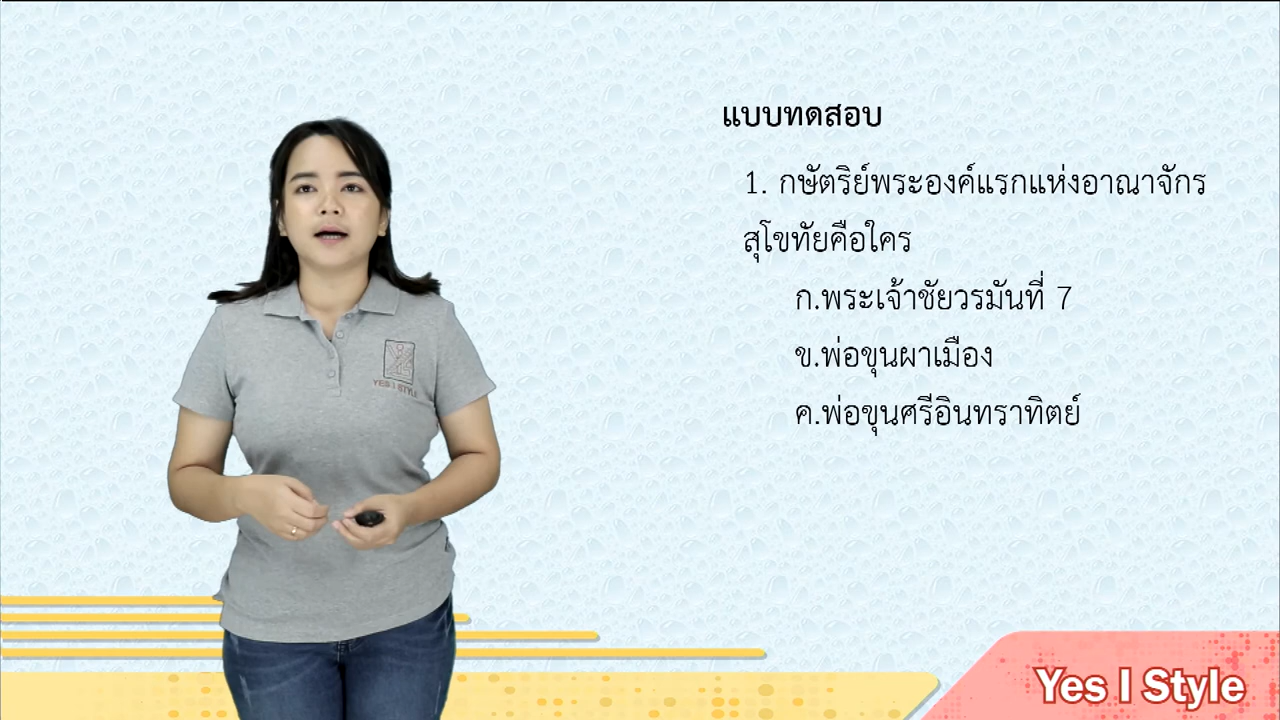 แบบทดสอบ
1. กษัตริย์พระองค์แรกแห่งอาณาจักร
สุโขทัยคือใคร
ก.พระเจ้าชัยวรมันที่ 7
ข.พ่อขุนผาเมือง
ค.พ่อขุนศรีอินทราทิตย์
YES I STYLE
Yes I Style